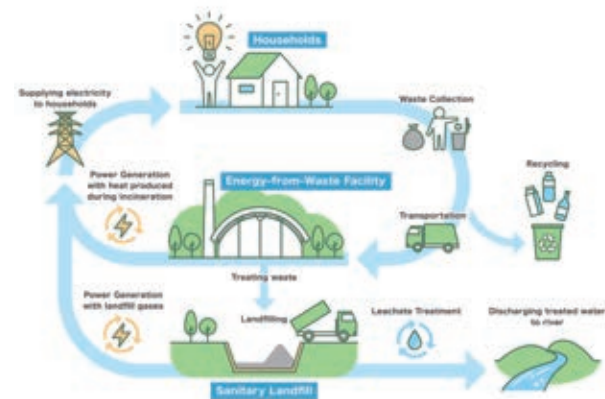 Households
Supplying electricity
to households
Waste Collection
Recycling
Power Generation
with heat produced
during incineration
Energy-from-Waste Facility
Transportation
Treating waste
Power Generation
with landfill gases
Landfilling
Leachate Treatment
Discharging treated water
to river
Sanitary Landfill